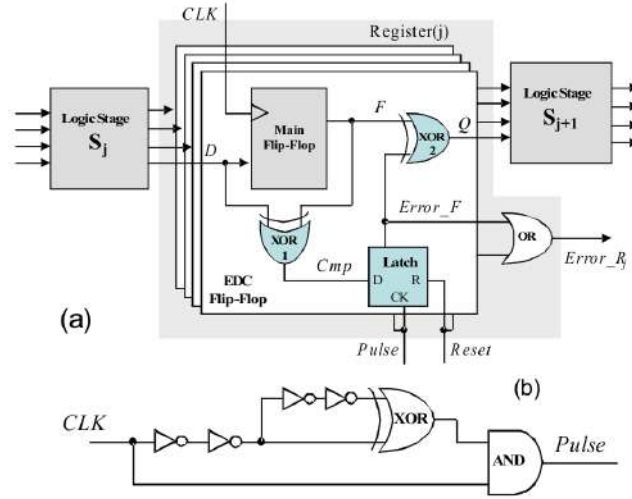 CLK
Register(j)
Logic Stage
S_j
Main
Flip-Flop
F
XOR
2
Q
Logic Stage
S_{j+1}
D
XOR
1
Error_F
OR
Error_R_j
Cmp
Latch
D
R
CK
EDC
Flip-Flop
(a)
Pulse
Reset
(b)
CLK
XOR
AND
Pulse